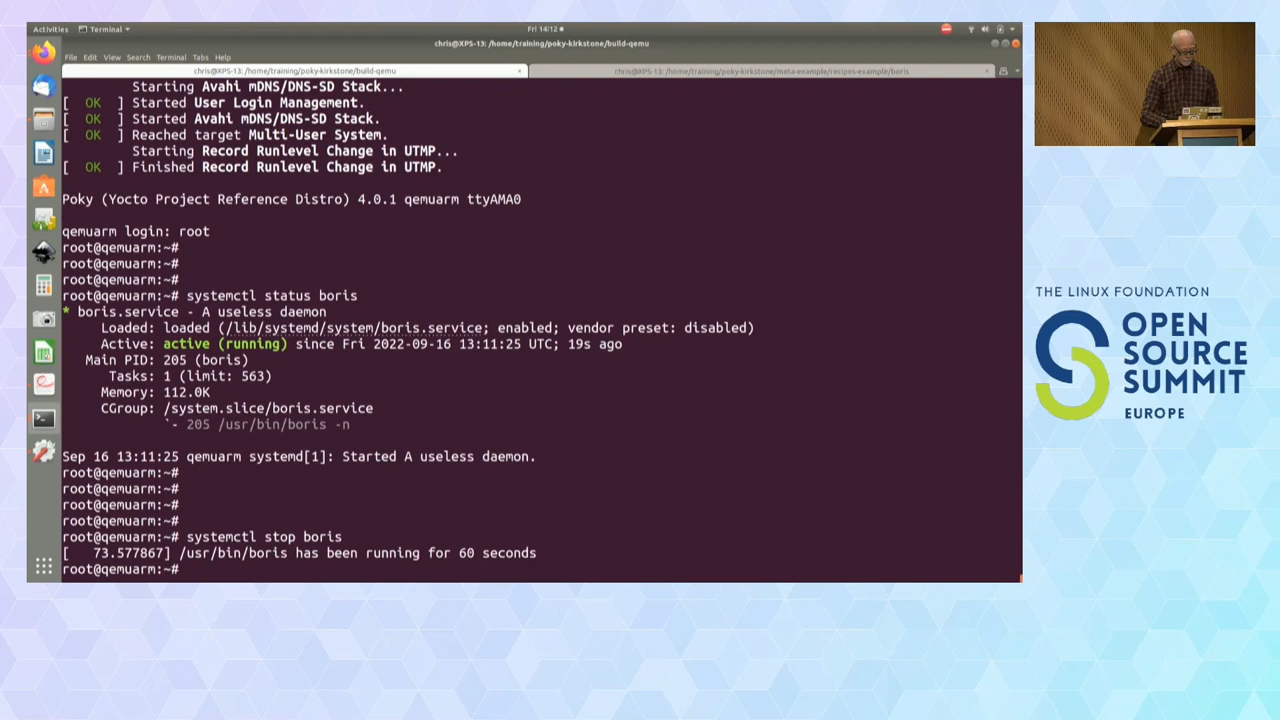 Activities
Terminal
Fri 14:12
chris@XPS-13: /home/training/poky-kirkstone/build-qemu
File Edit View Search Terminal Tabs Help
chris@XPS-13: /home/training/poky-kirkstone/build-qemu
chris@XPS-13: /home/training/poky-kirkstone/meta-example/recipes-example/boris
Starting Avahi mDNS/DNS-SD Stack...
[  OK  ] Started User Login Management.
[  OK  ] Started Avahi mDNS/DNS-SD Stack.
[  OK  ] Reached target Multi-User System.
Starting Record Runlevel Change in UTMP...
[  OK  ] Finished Record Runlevel Change in UTMP.
Poky (Yocto Project Reference Distro) 4.0.1 qemuarm ttyAMA0
qemuarm login: root
root@qemuarm:~#
root@qemuarm:~#
root@qemuarm:~#
root@qemuarm:~# systemctl status boris
* boris.service - A useless daemon
Loaded: loaded (/lib/systemd/system/boris.service; enabled; vendor preset: disabled)
Active: active (running) since Fri 2022-09-16 13:11:25 UTC; 19s ago
Main PID: 205 (boris)
Tasks: 1 (limit: 563)
Memory: 112.0K
CGroup: /system.slice/boris.service
`- 205 /usr/bin/boris -n
Sep 16 13:11:25 qemuarm systemd[1]: Started A useless daemon.
root@qemuarm:~#
root@qemuarm:~#
root@qemuarm:~#
root@qemuarm:~#
root@qemuarm:~# systemctl stop boris
[   73.577867] /usr/bin/boris has been running for 60 seconds
root@qemuarm:~#
THE LINUX FOUNDATION
OPEN
SOURCE
SUMMIT
EUROPE